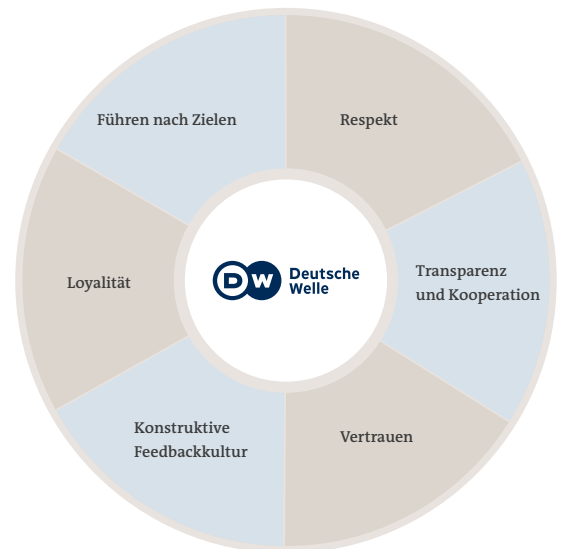 Führen nach Zielen
Respekt
Loyalität
DW Deutsche
Welle
Transparenz
und Kooperation
Konstruktive
Feedbackkultur
Vertrauen